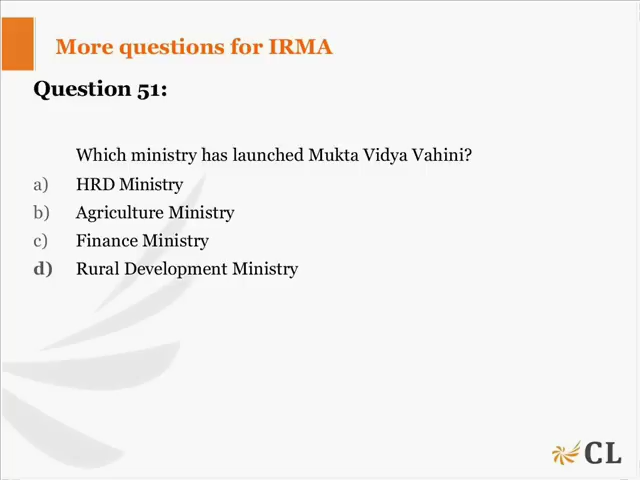 More questions for IRMA
Question 51:
Which ministry has launched Mukta Vidya Vahini?
a) HRD Ministry
b) Agriculture Ministry
c) Finance Ministry
d) Rural Development Ministry
CL